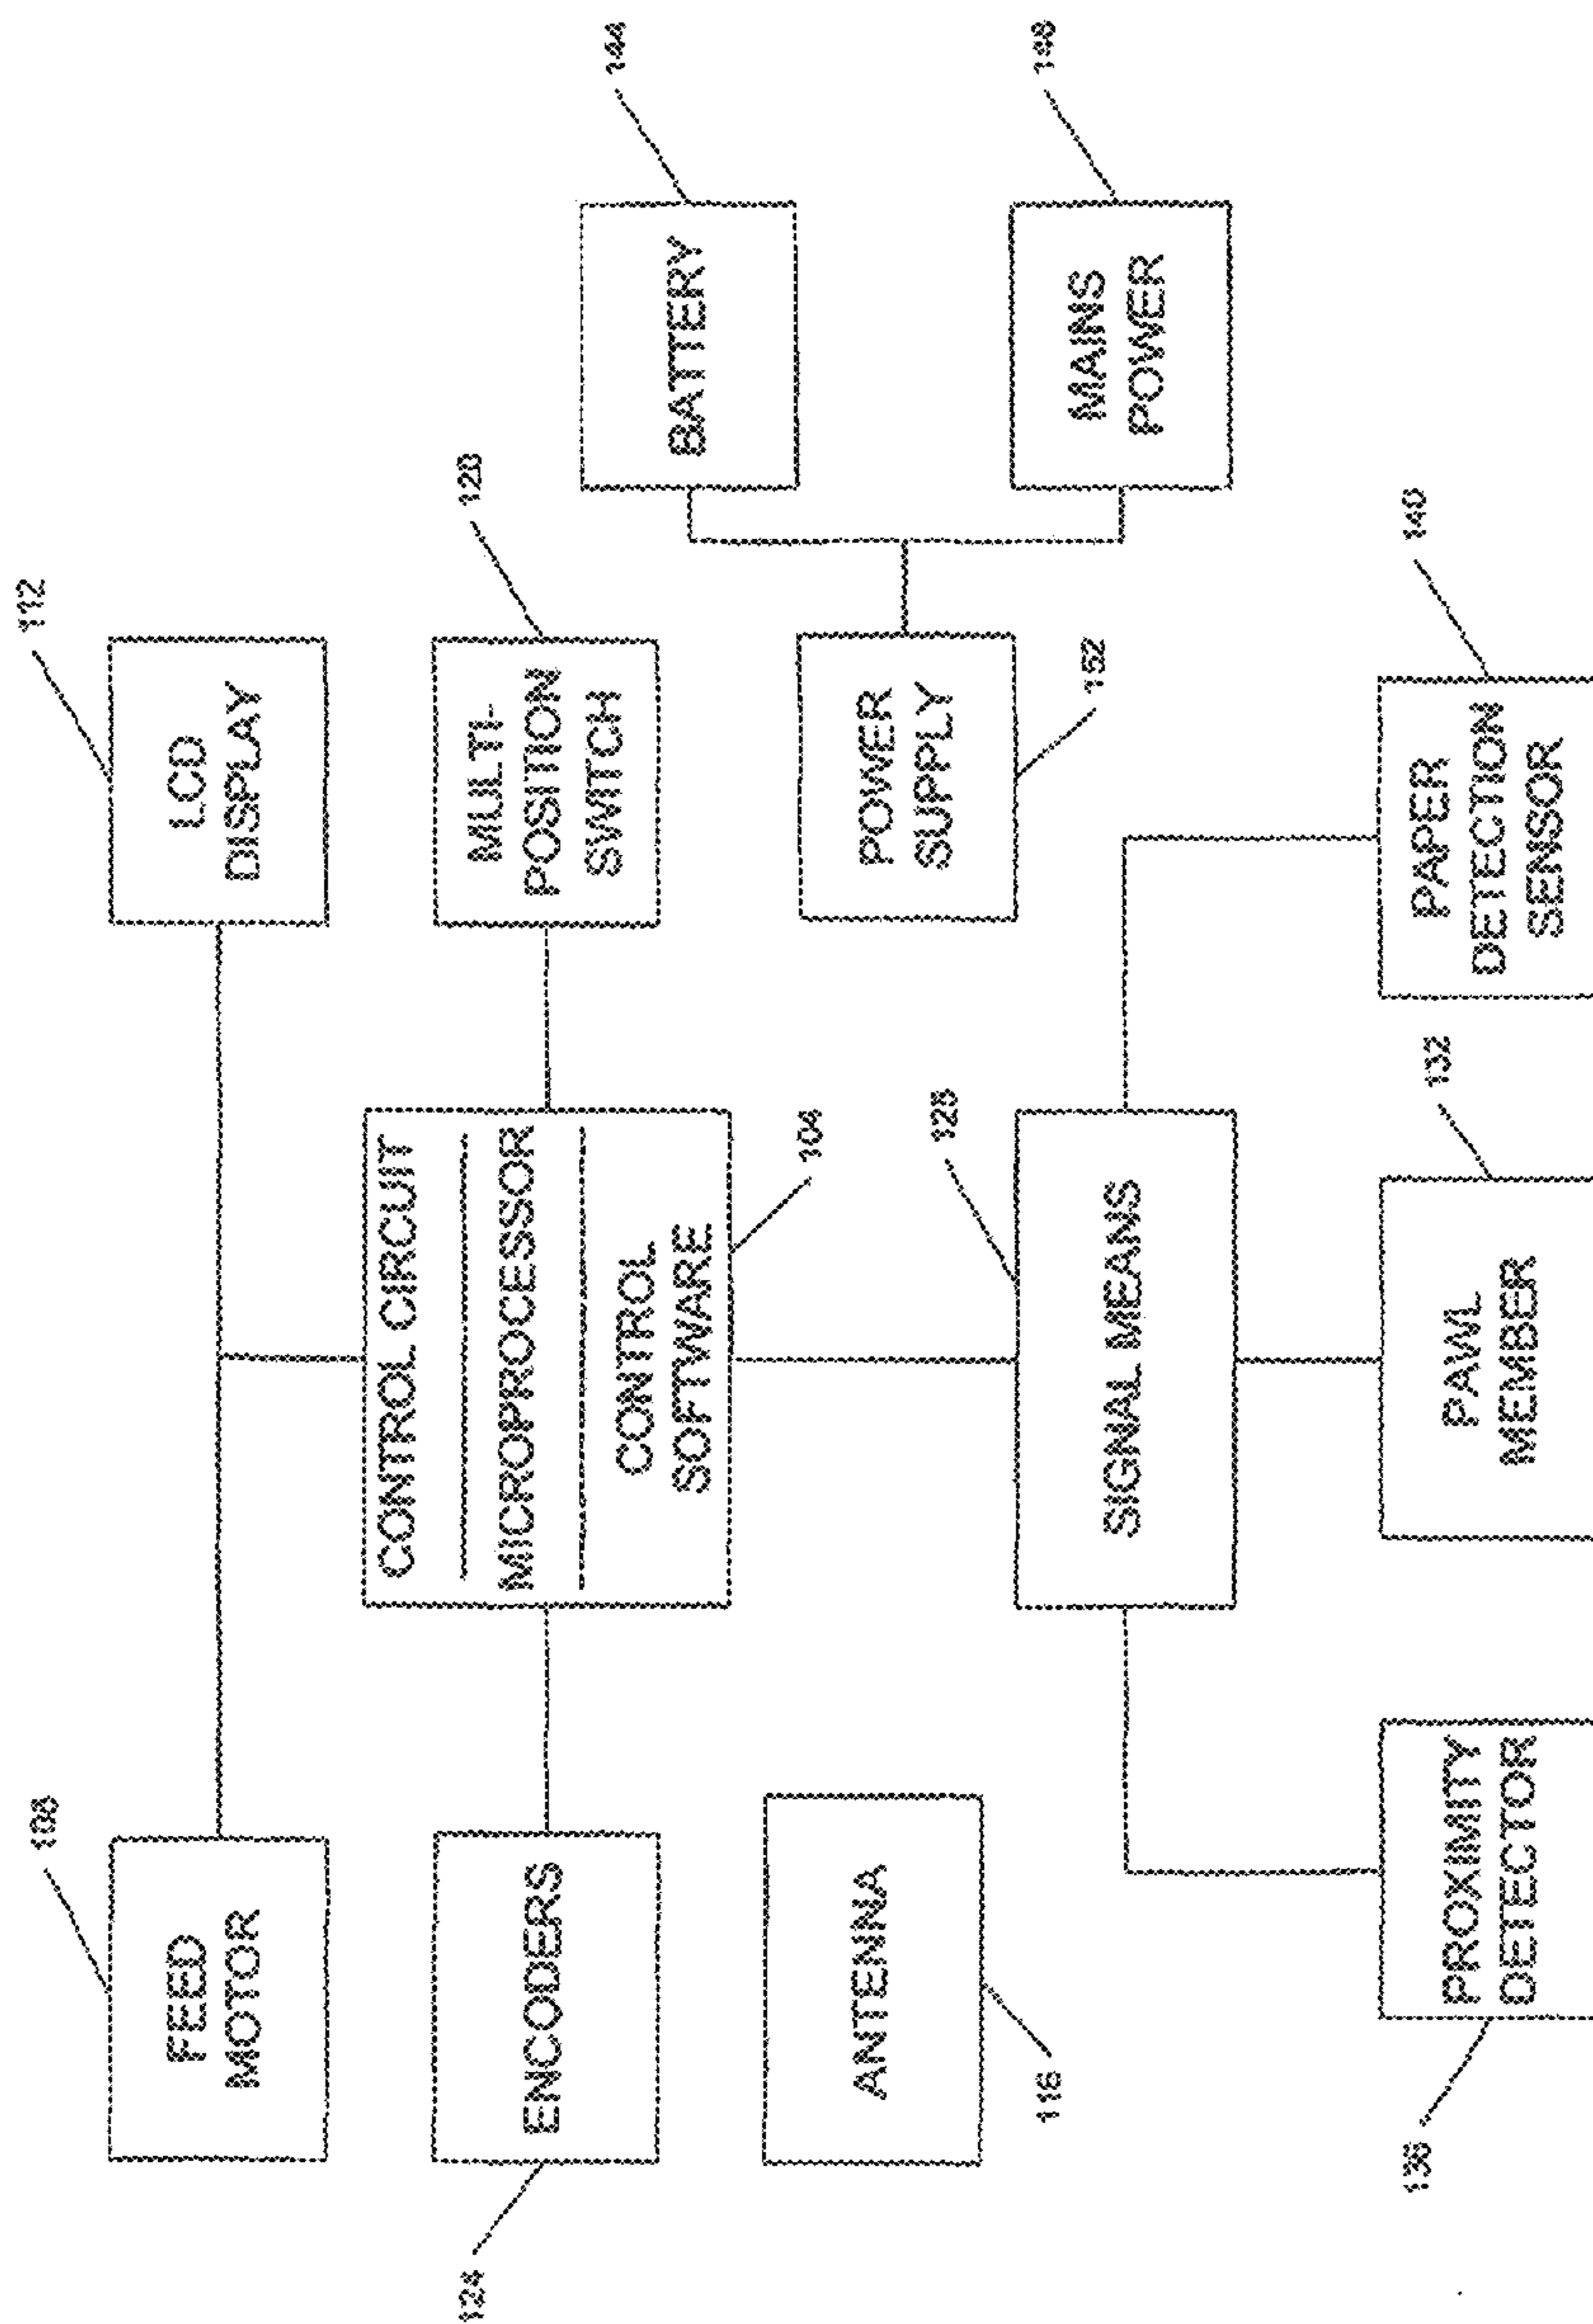 108
112
FEED
MOTOR
LCD
DISPLAY
124
ENCODERS
CONTROL CIRCUIT
MICROPROCESSOR
CONTROL
SOFTWARE
104
120
MULTI-
POSITION
SWITCH
144
BATTERY
ANTENNA
116
POWER
SUPPLY
152
148
MAINS
POWER
128
SIGNAL MEANS
136
PROXIMITY
DETECTOR
132
PAWL
MEMBER
140
PAPER
DETECTION
SENSOR